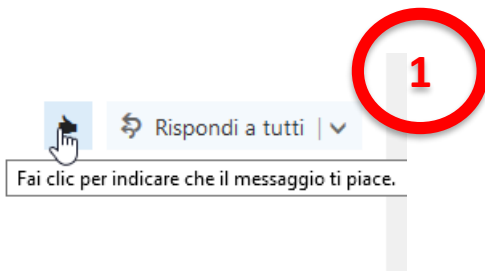 1
Rispondi a tutti |
Fai clic per indicare che il messaggio ti piace.